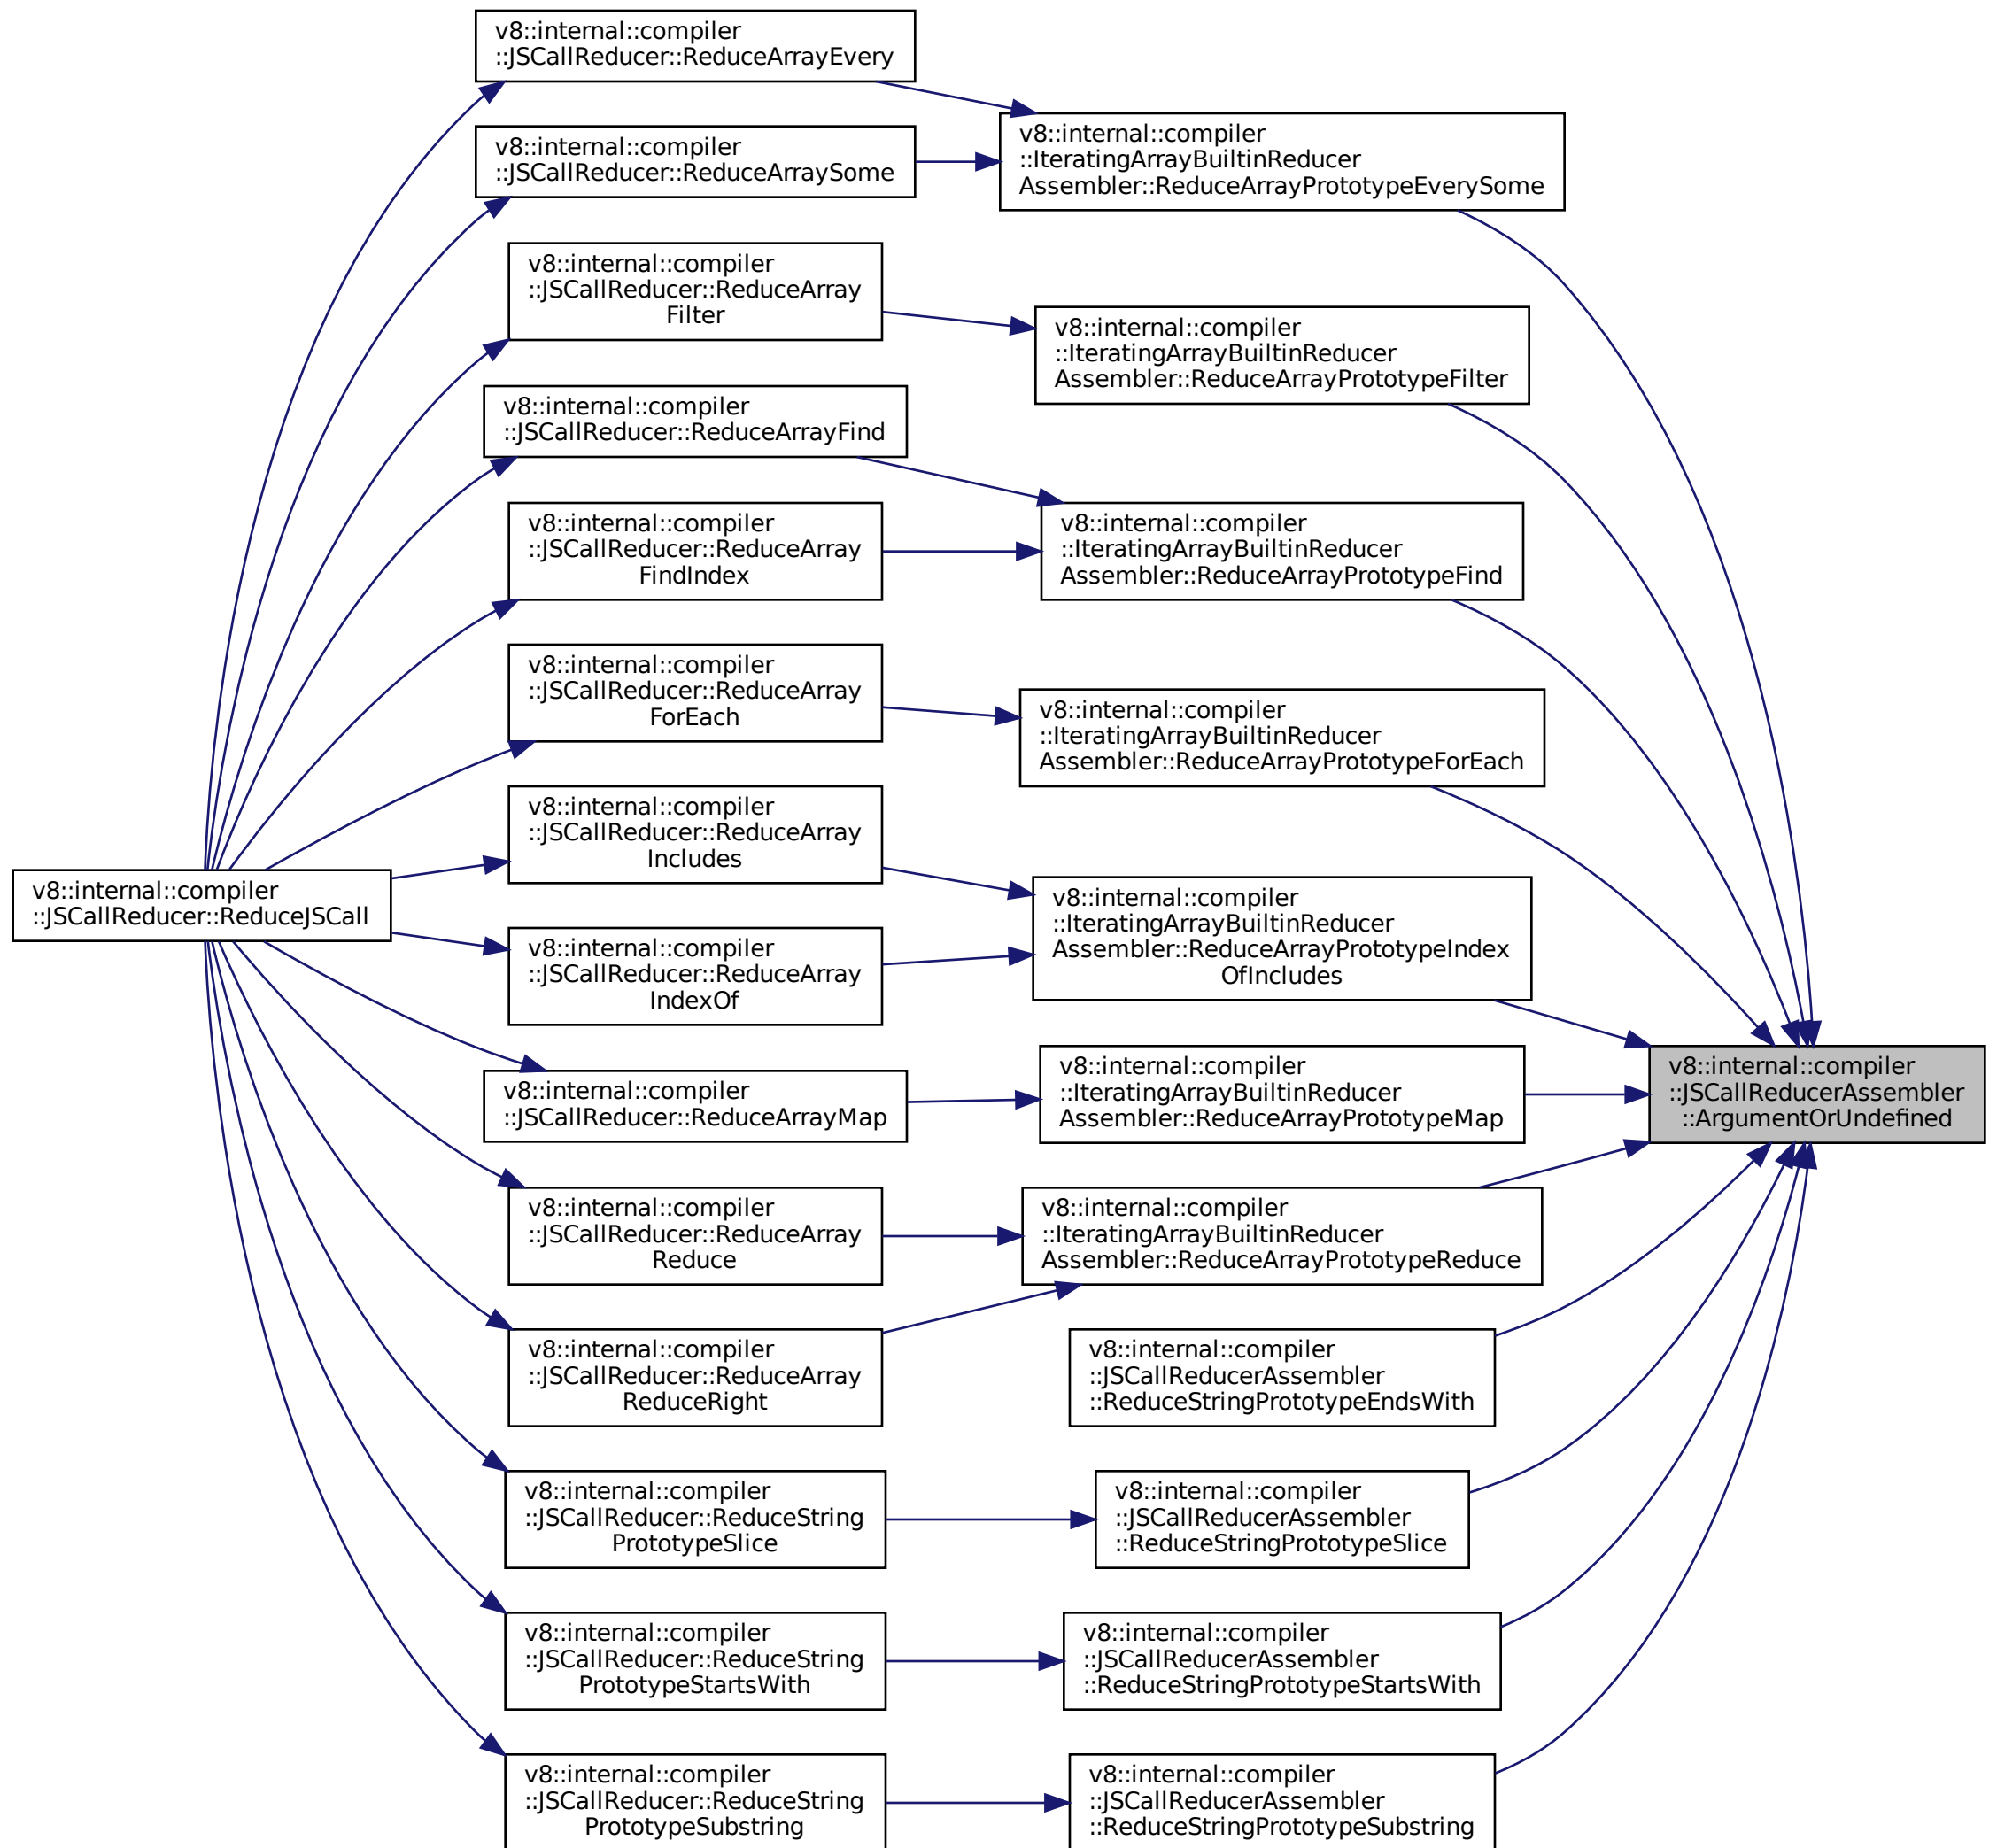 v8::internal::compiler
::JSCallReducer::ReduceJSCall
v8::internal::compiler
::JSCallReducer::ReduceArrayEvery
v8::internal::compiler
::JSCallReducer::ReduceArraySome
v8::internal::compiler
::JSCallReducer::ReduceArray
Filter
v8::internal::compiler
::JSCallReducer::ReduceArrayFind
v8::internal::compiler
::JSCallReducer::ReduceArray
FindIndex
v8::internal::compiler
::JSCallReducer::ReduceArray
ForEach
v8::internal::compiler
::JSCallReducer::ReduceArray
Includes
v8::internal::compiler
::JSCallReducer::ReduceArray
IndexOf
v8::internal::compiler
::JSCallReducer::ReduceArrayMap
v8::internal::compiler
::JSCallReducer::ReduceArray
Reduce
v8::internal::compiler
::JSCallReducer::ReduceArray
ReduceRight
v8::internal::compiler
::JSCallReducer::ReduceString
PrototypeSlice
v8::internal::compiler
::JSCallReducer::ReduceString
PrototypeStartsWith
v8::internal::compiler
::JSCallReducer::ReduceString
PrototypeSubstring
v8::internal::compiler
::IteratingArrayBuiltinReducer
Assembler::ReduceArrayPrototypeEverySome
v8::internal::compiler
::IteratingArrayBuiltinReducer
Assembler::ReduceArrayPrototypeFilter
v8::internal::compiler
::IteratingArrayBuiltinReducer
Assembler::ReduceArrayPrototypeFind
v8::internal::compiler
::IteratingArrayBuiltinReducer
Assembler::ReduceArrayPrototypeForEach
v8::internal::compiler
::IteratingArrayBuiltinReducer
Assembler::ReduceArrayPrototypeIndex
OfIncludes
v8::internal::compiler
::IteratingArrayBuiltinReducer
Assembler::ReduceArrayPrototypeMap
v8::internal::compiler
::IteratingArrayBuiltinReducer
Assembler::ReduceArrayPrototypeReduce
v8::internal::compiler
::JSCallReducerAssembler
::ReduceStringPrototypeEndsWith
v8::internal::compiler
::JSCallReducerAssembler
::ReduceStringPrototypeSlice
v8::internal::compiler
::JSCallReducerAssembler
::ReduceStringPrototypeStartsWith
v8::internal::compiler
::JSCallReducerAssembler
::ReduceStringPrototypeSubstring
v8::internal::compiler
::JSCallReducerAssembler
::ArgumentOrUndefined